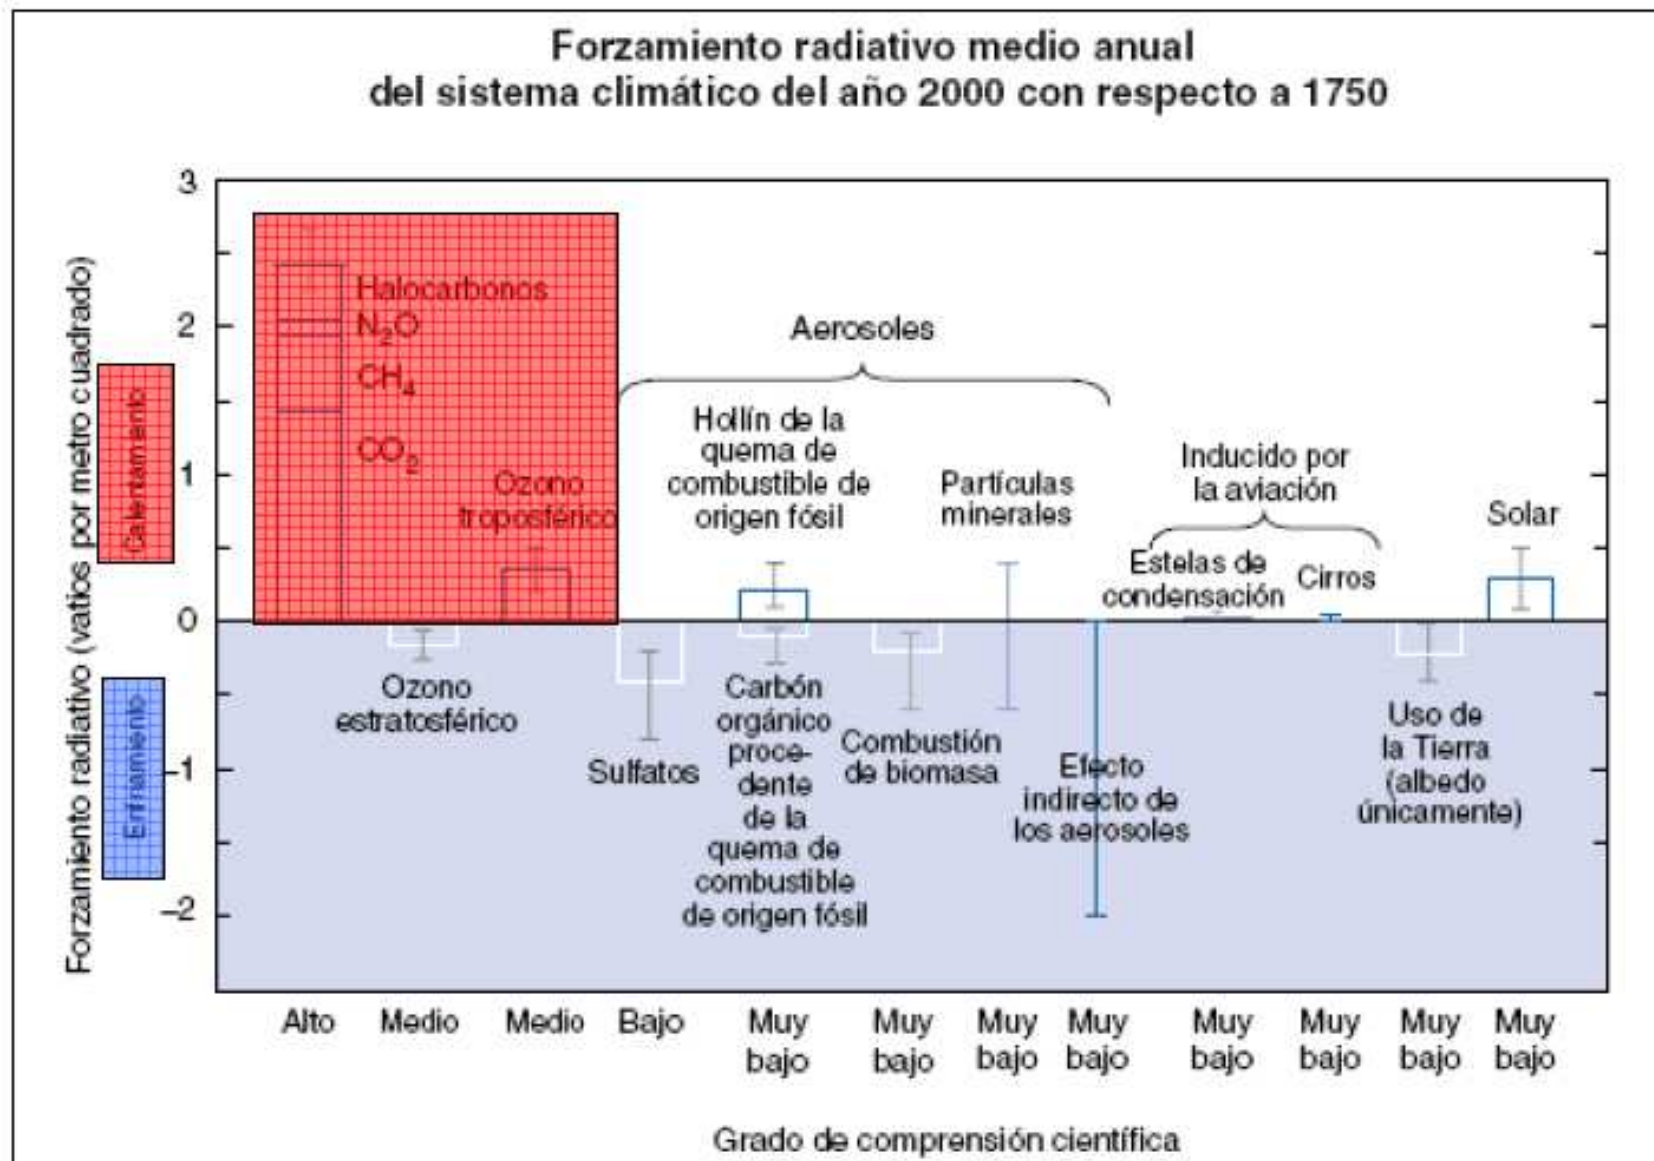 Forzamiento radiativo medio anual
del sistema climático del año 2000 con respecto a 1750
Forzamiento radiativo (vatios por metro cuadrado)
Calentamiento
Enfriamiento
3
2
1
0
–1
–2
Halocarbonos
N₂O
CH₄
CO₂
Ozono
troposférico
Ozono
estratosférico
Aerosoles
Sulfatos
Hollín de la
quema de
combustible de
origen fósil
Carbón
orgánico
proce-
dente
de la
quema de
combustible
de origen fósil
Combustión
de biomasa
Partículas
minerales
Efecto
indirecto de
los aerosoles
Inducido por
la aviación
Estelas de
condensación
Cirros
Uso de
la Tierra
(albedo
únicamente)
Solar
Alto
Medio
Medio
Bajo
Muy
bajo
Muy
bajo
Muy
bajo
Muy
bajo
Muy
bajo
Muy
bajo
Muy
bajo
Muy
bajo
Grado de comprensión científica